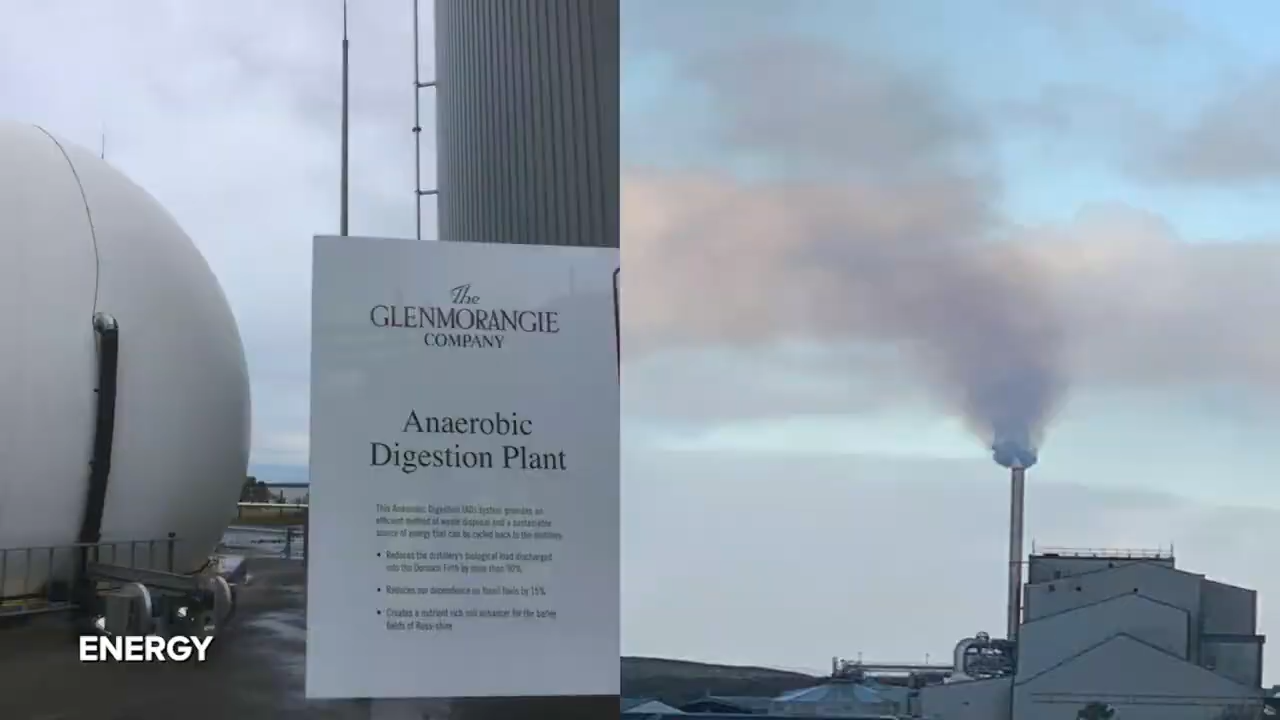 The
GLENMORANGIE
COMPANY
Anaerobic
Digestion Plant
This Anaerobic Digestion (AD) System provides an
efficient method of waste disposal and a sustainable
source of energy that can be cycled back to the distillery.
• Reduces the distillery's biological load discharged
into the Dornoch Firth by more than 90%.
• Reduces our dependence on fossil fuels by 15%.
• Creates a nutrient rich soil enhancer for the barley
fields of Ross-shire
ENERGY